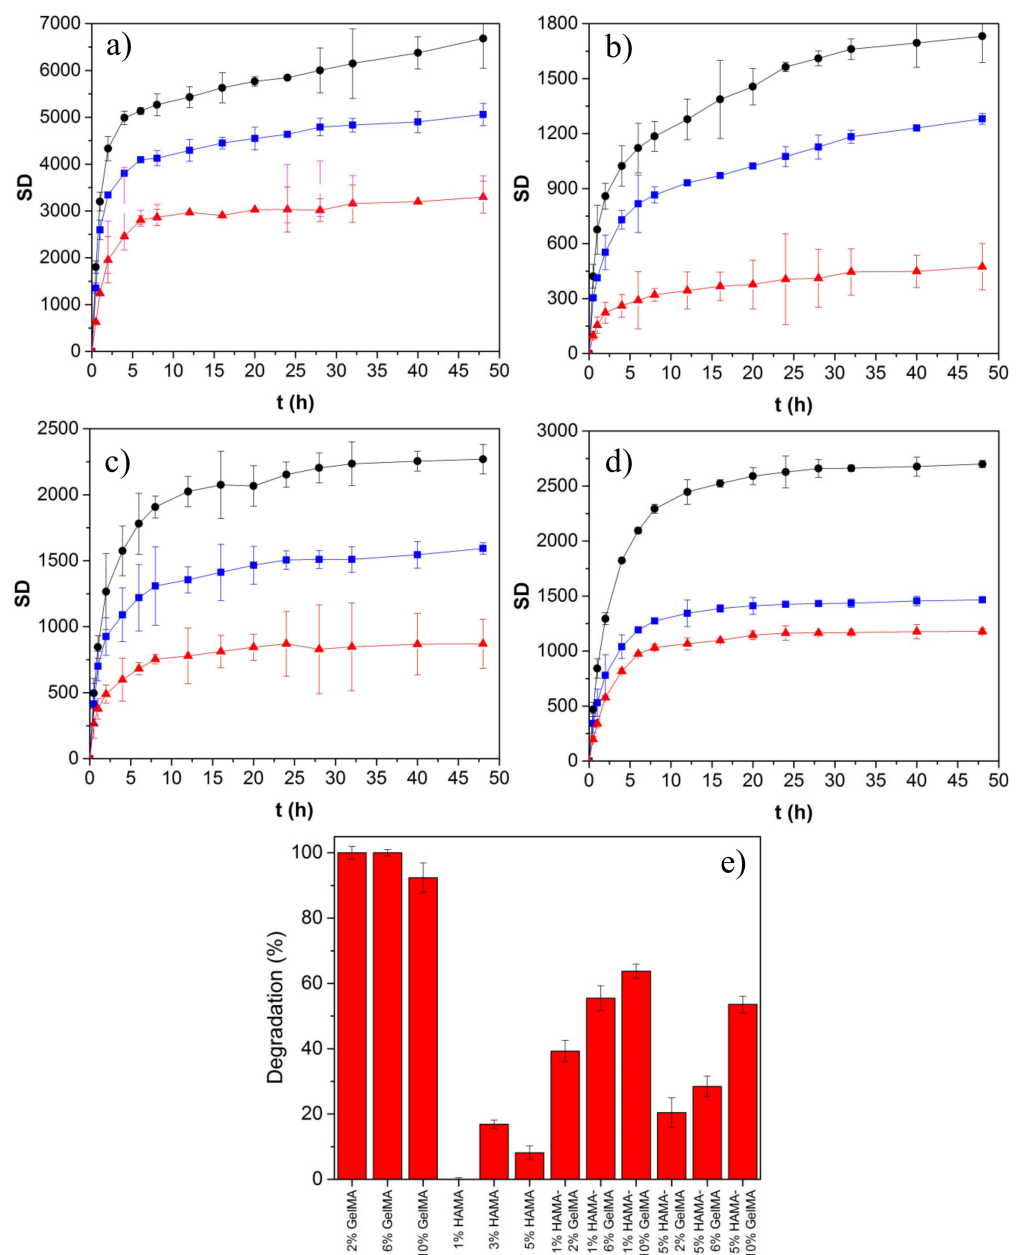 a)
7000
6000
5000
4000
3000
2000
1000
0
SD
0 5 10 15 20 25 30 35 40 45 50
t (h)
b)
1800
1500
1200
900
600
300
0
SD
0 5 10 15 20 25 30 35 40 45 50
t (h)
c)
2500
2000
1500
1000
500
0
SD
0 5 10 15 20 25 30 35 40 45 50
t (h)
d)
3000
2500
2000
1500
1000
500
0
SD
0 5 10 15 20 25 30 35 40 45 50
t (h)
e)
100
80
60
40
20
0
Degradation (%)
2% GelMA
6% GelMA
10% GelMA
1% HAMA
3% HAMA
5% HAMA
1% HAMA-
2% GelMA
1% HAMA-
6% GelMA
1% HAMA-
10% GelMA
5% HAMA-
2% GelMA
5% HAMA-
6% GelMA
5% HAMA-
10% GelMA